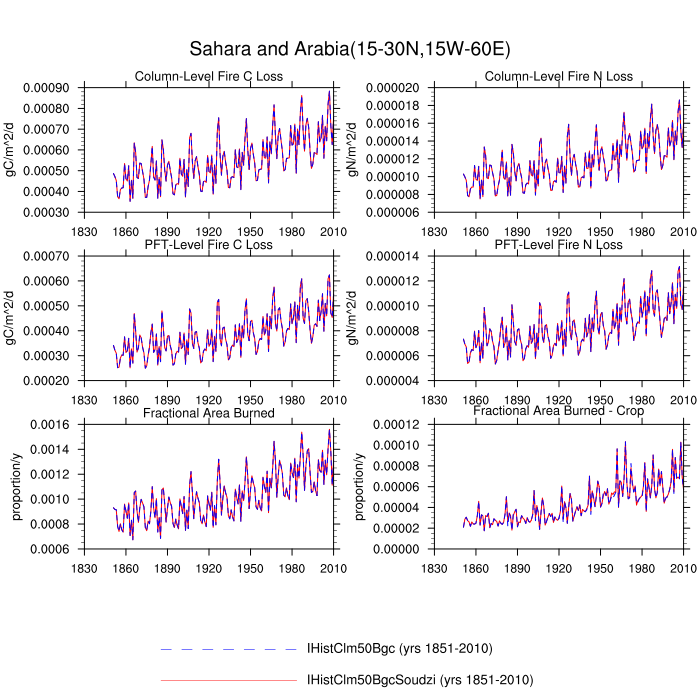 Sahara and Arabia(15-30N,15W-60E)
Column-Level Fire C Loss
gC/m^2/d
0.00090
0.00080
0.00070
0.00060
0.00050
0.00040
0.00030
1830 1860 1890 1920 1950 1980 2010
Column-Level Fire N Loss
gN/m^2/d
0.000020
0.000018
0.000016
0.000014
0.000012
0.000010
0.000008
0.000006
1830 1860 1890 1920 1950 1980 2010
PFT-Level Fire C Loss
gC/m^2/d
0.00070
0.00060
0.00050
0.00040
0.00030
0.00020
1830 1860 1890 1920 1950 1980 2010
PFT-Level Fire N Loss
gN/m^2/d
0.000014
0.000012
0.000010
0.000008
0.000006
0.000004
1830 1860 1890 1920 1950 1980 2010
Fractional Area Burned
proportion/y
0.0016
0.0014
0.0012
0.0010
0.0008
0.0006
1830 1860 1890 1920 1950 1980 2010
Fractional Area Burned - Crop
proportion/y
0.00012
0.00010
0.00008
0.00006
0.00004
0.00002
0.00000
1830 1860 1890 1920 1950 1980 2010
IHistClm50Bgc (yrs 1851-2010)
IHistClm50BgcSoudzi (yrs 1851-2010)